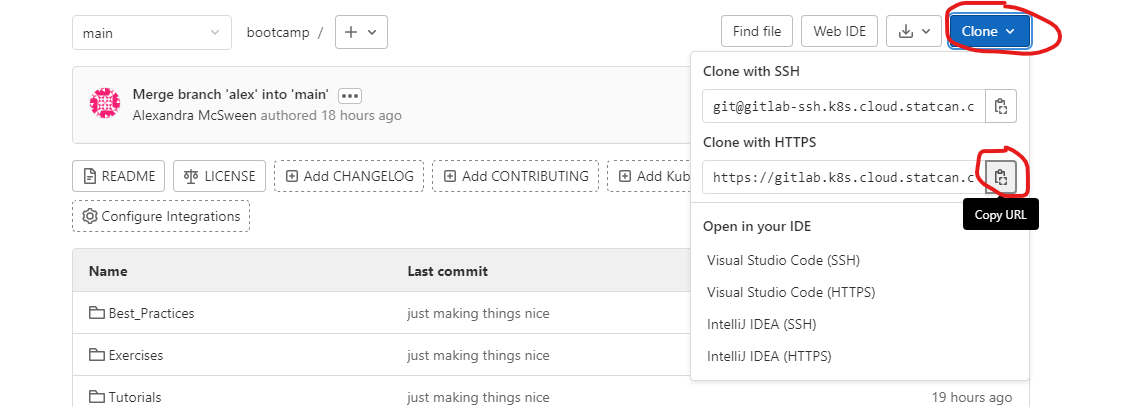 main
bootcamp /
Find file
Web IDE
Clone
Merge branch 'alex' into 'main'
Alexandra McSween authored 18 hours ago
Clone with SSH
git@gitlab-ssh.k8s.cloud.statcan.c
Clone with HTTPS
https://gitlab.k8s.cloud.statcan.c
Copy URL
README
LICENSE
Add CHANGELOG
Add CONTRIBUTING
Add Kub
Configure Integrations
Open in your IDE
Visual Studio Code (SSH)
Visual Studio Code (HTTPS)
IntelliJ IDEA (SSH)
IntelliJ IDEA (HTTPS)
Name Last commit
Best_Practices just making things nice
Exercises just making things nice
Tutorials just making things nice 19 hours ago